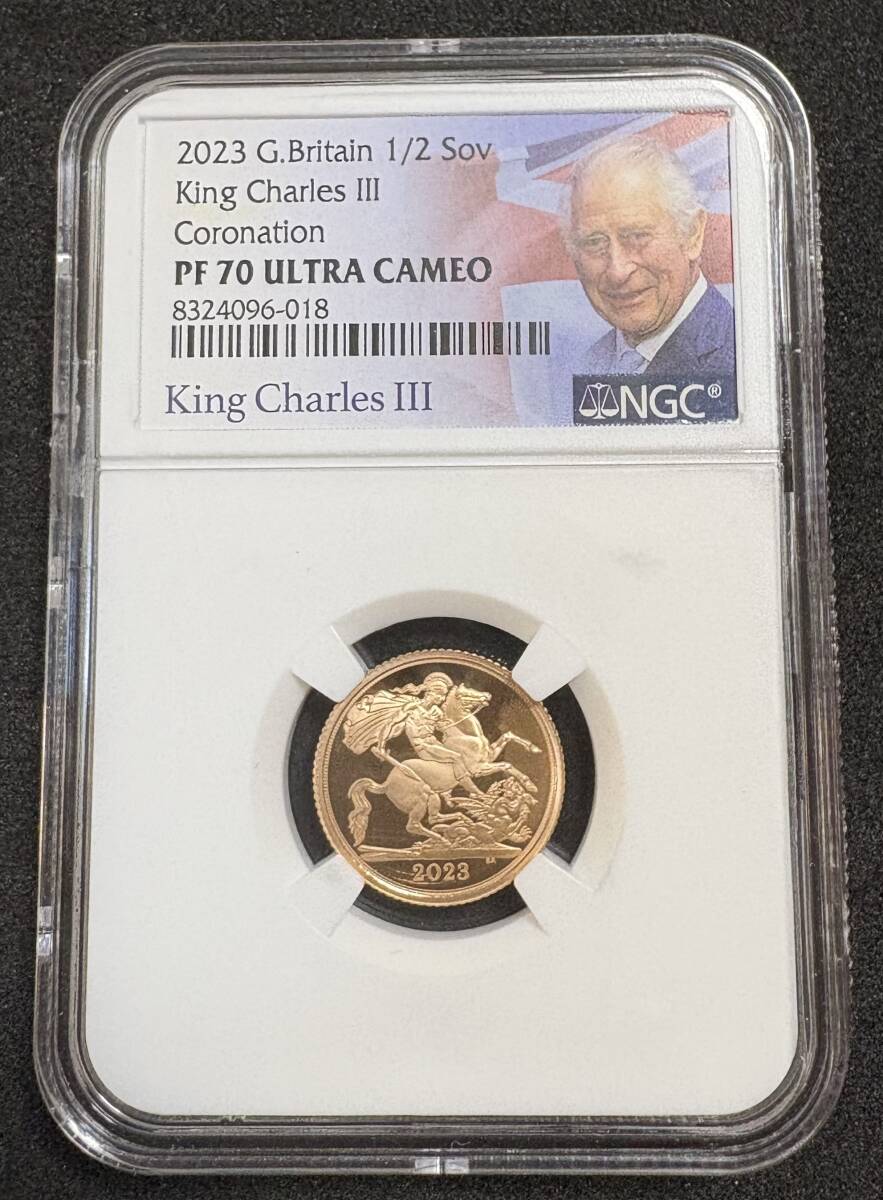 2023 G.Britain 1/2 Sov
King Charles III
Coronation
PF 70 ULTRA CAMEO
8324096-018
King Charles III
NGC®
2023